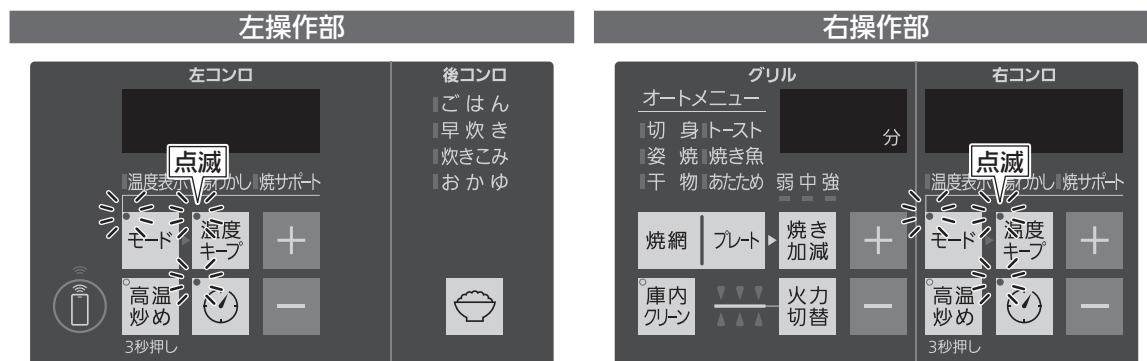 左操作部
左コンロ
点滅
温度表示 湯わかし 焼サポート
モード
温度
キープ
+
高温
炒め
−
3秒押し
後コンロ
ごはん
早炊き
炊きこみ
おかゆ
右操作部
グリル
オートメニュー
切 身 トースト
姿 焼 焼き魚
干 物 あたため
分
弱 中 強
焼網 プレート
焼き
加減
+
庫内
クリーン
火力
切替
−
右コンロ
点滅
温度表示 湯わかし 焼サポート
モード
温度
キープ
+
高温
炒め
−
3秒押し